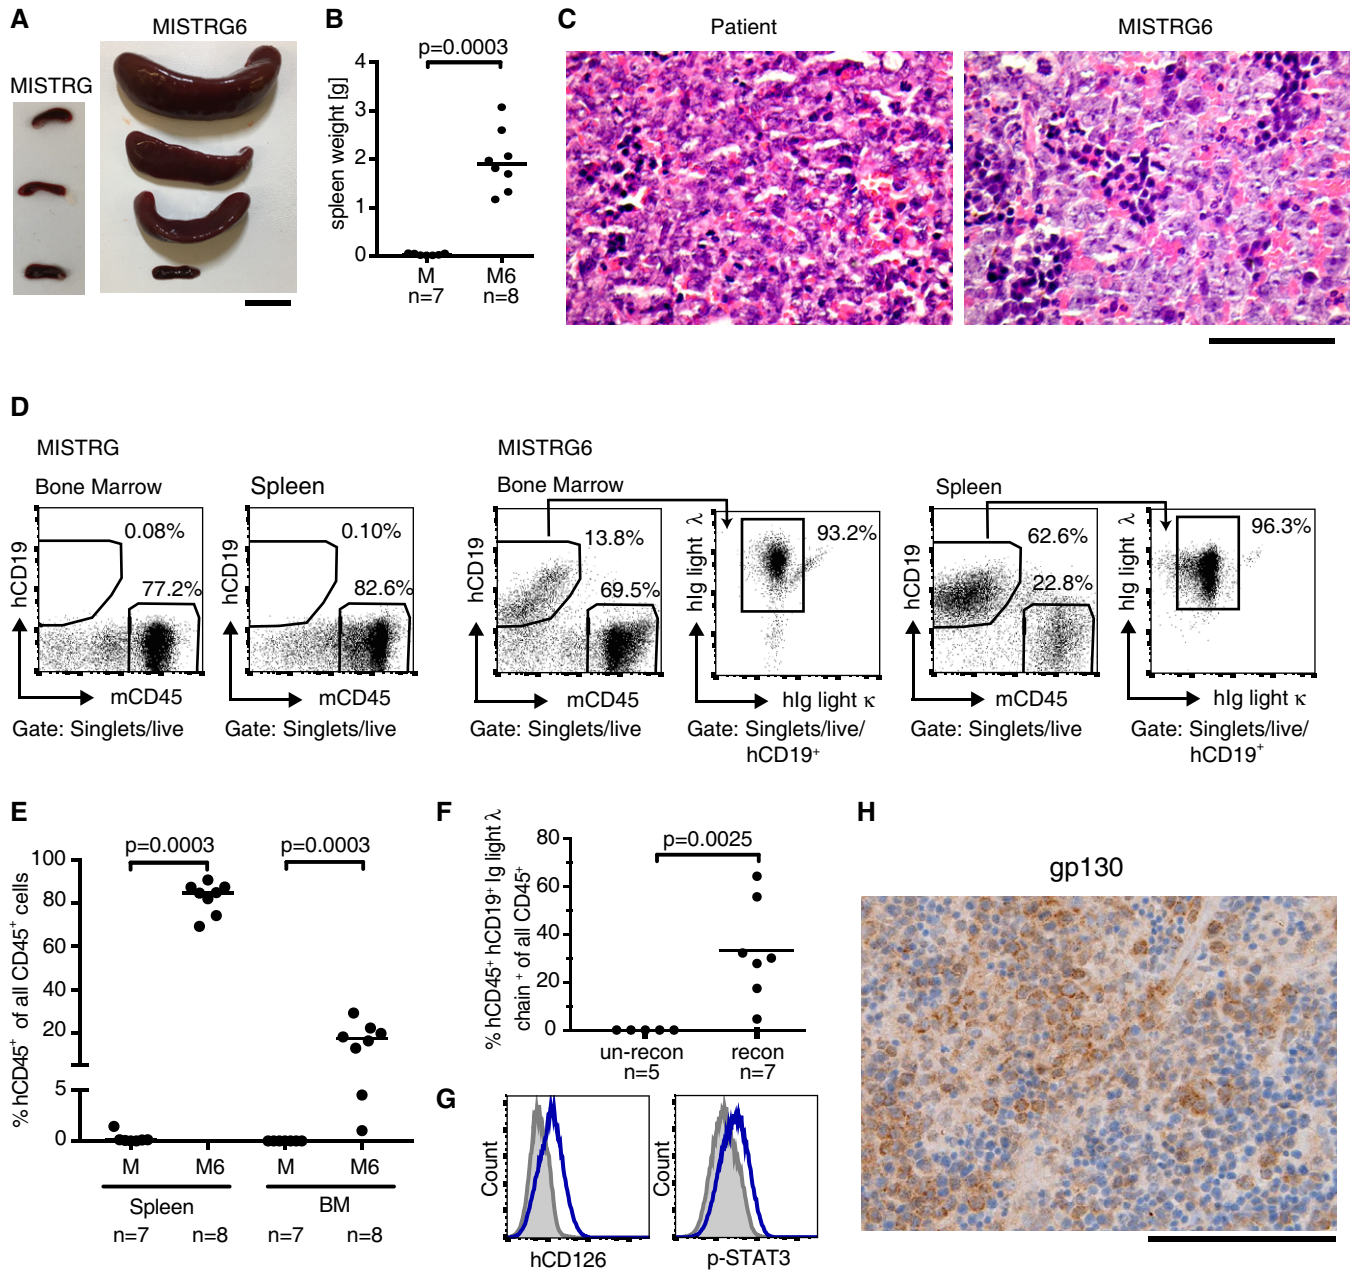 A
MISTRG6
MISTRG
B
p=0.0003
spleen weight [g]
4
3
2
1
0
M
M6
n=7
n=8
C
Patient
MISTRG6
D
MISTRG
Bone Marrow
Spleen
hCD19
0.08%
77.2%
mCD45
Gate: Singlets/live
hCD19
0.10%
82.6%
mCD45
Gate: Singlets/live
MISTRG6
Bone Marrow
hCD19
13.8%
69.5%
mCD45
Gate: Singlets/live
hIg light λ
93.2%
hIg light κ
Gate: Singlets/live/
hCD19⁺
Spleen
hCD19
62.6%
22.8%
mCD45
Gate: Singlets/live
hIg light λ
96.3%
hIg light κ
Gate: Singlets/live/
hCD19⁺
E
p=0.0003
p=0.0003
% hCD45⁺ of all CD45⁺ cells
100
80
60
40
20
5
0
M
M6
M
M6
Spleen
BM
n=7
n=8
n=7
n=8
F
p=0.0025
% hCD45⁺ hCD19⁺ Ig light λ
chain ⁺ of all CD45⁺
80
60
40
20
0
un-recon
recon
n=5
n=7
G
Count
hCD126
Count
p-STAT3
H
gp130